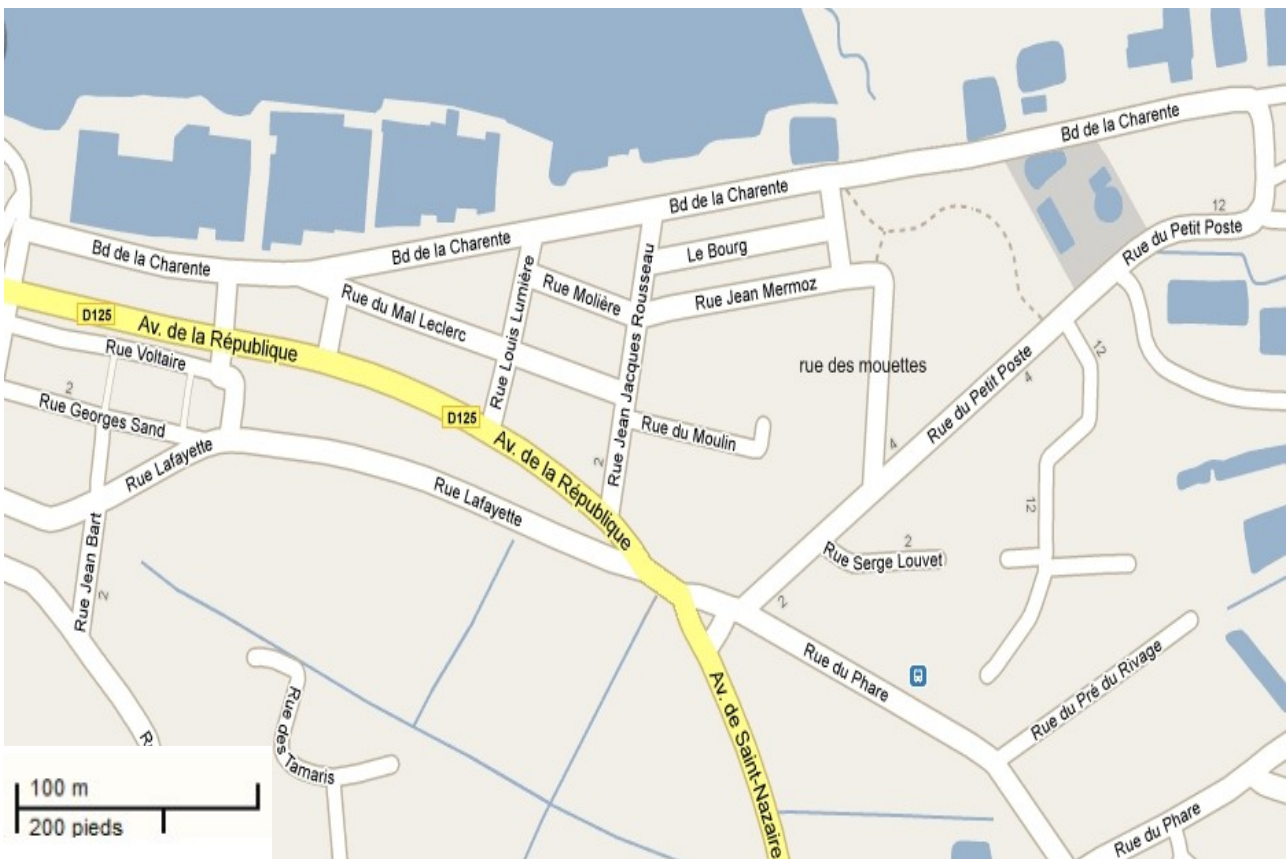 Bd de la Charente
12
Rue du Petit Poste
Bd de la Charente
Bd de la Charente
Bd de la Charente
Le Bourg
Rue Jean Mermoz
Rue Molière
Rue Louis Lumière
Rue Jean Jacques Rousseau
Rue du Mal Leclerc
D125
Av. de la République
Rue Voltaire
2
Rue Georges Sand
Rue Lafayette
D125
Av. de la République
Rue du Moulin
2
rue des mouettes
12
4
Rue du Petit Poste
4
Rue Lafayette
12
2
Rue Serge Louvet
Rue Jean Bart
2
2
Rue du Phare
Rue du Pré du Rivage
Av. de Saint-Nazaire
Rue des Tamaris
100 m
200 pieds
Rue du Phare